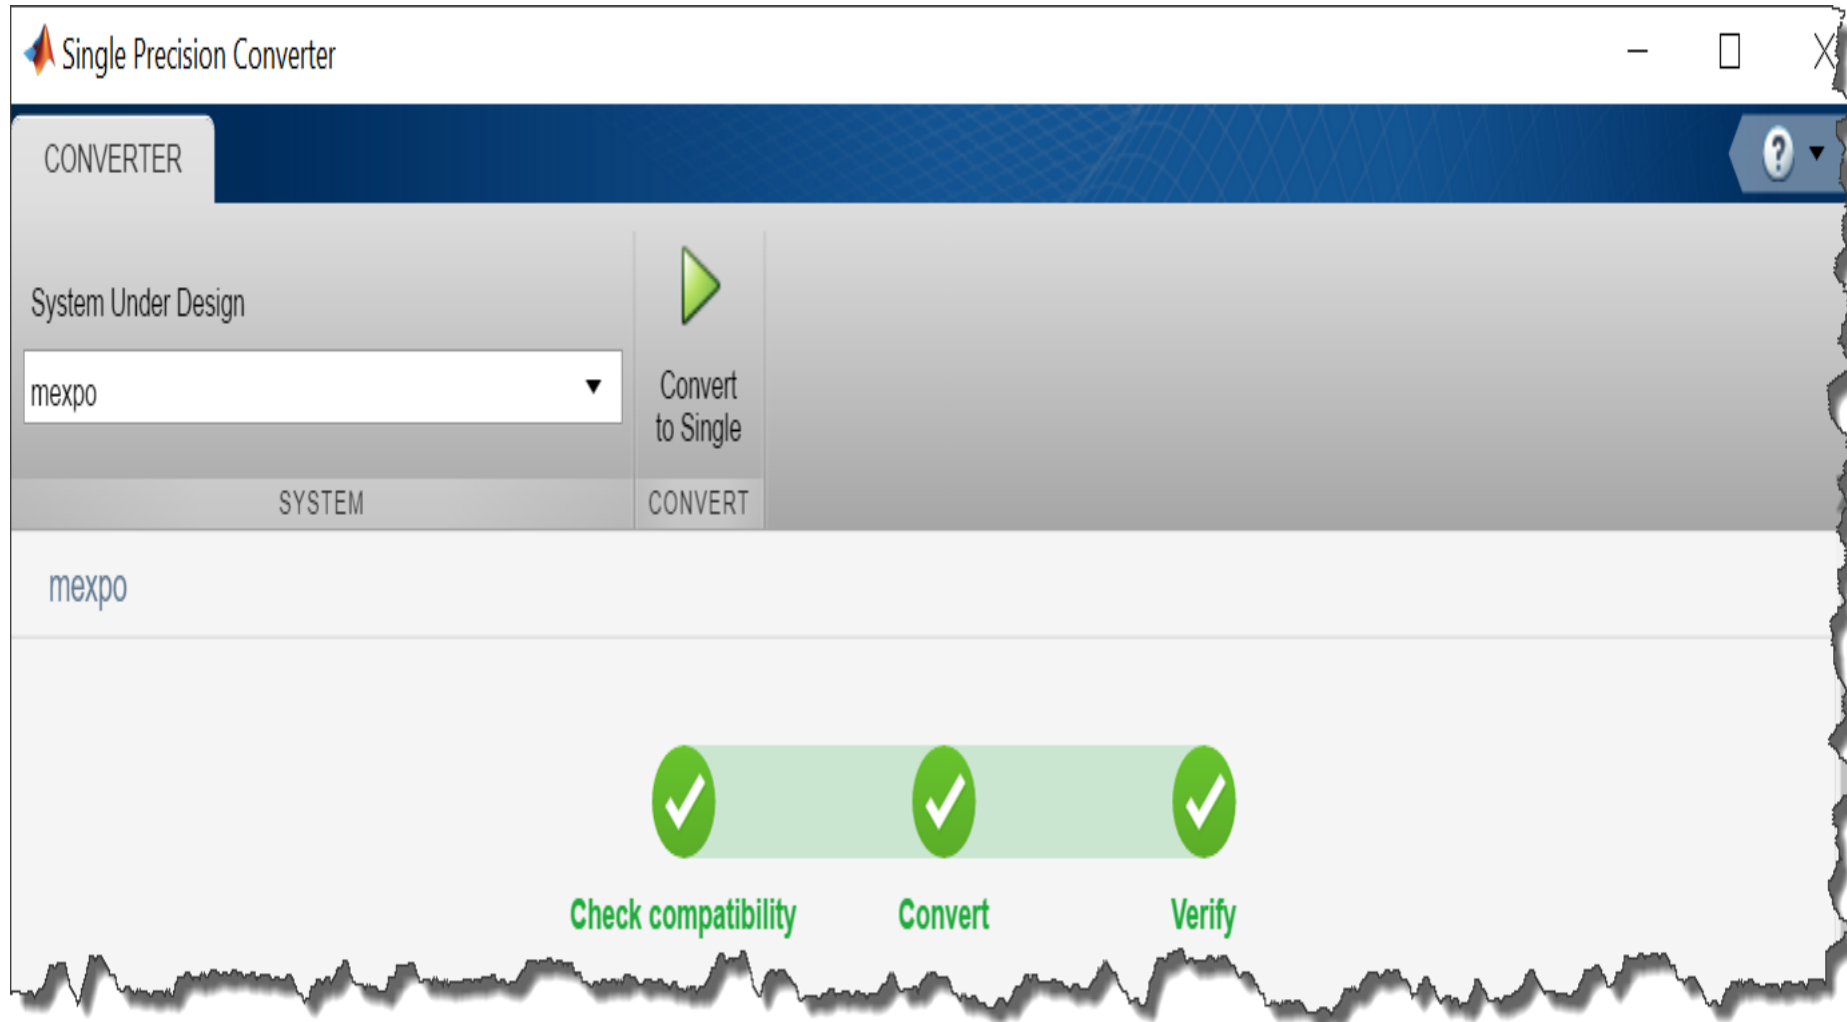 Single Precision Converter
CONVERTER
?
System Under Design
mexpo
Convert
to Single
SYSTEM
CONVERT
mexpo
Check compatibility
Convert
Verify